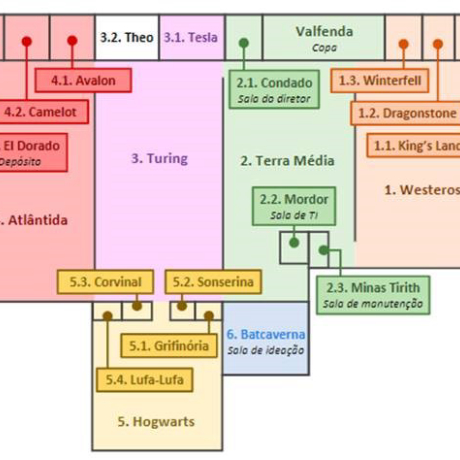 3.2. Theo
3.1. Tesla
Valfenda
Copa
4.1. Avalon
2.1. Condado
Sala do diretor
1.3. Winterfell
4.2. Camelot
1.2. Dragonstone
El Dorado
Depósito
1.1. King's Land
3. Turing
2. Terra Média
1. Westeros
2.2. Mordor
Sala de TI
. Atlântida
5.3. Corvinal
5.2. Sonserina
2.3. Minas Tirith
Sala de manutenção
5.1. Grifinória
6. Batcaverna
Sala de ideação
5.4. Lufa-Lufa
5. Hogwarts